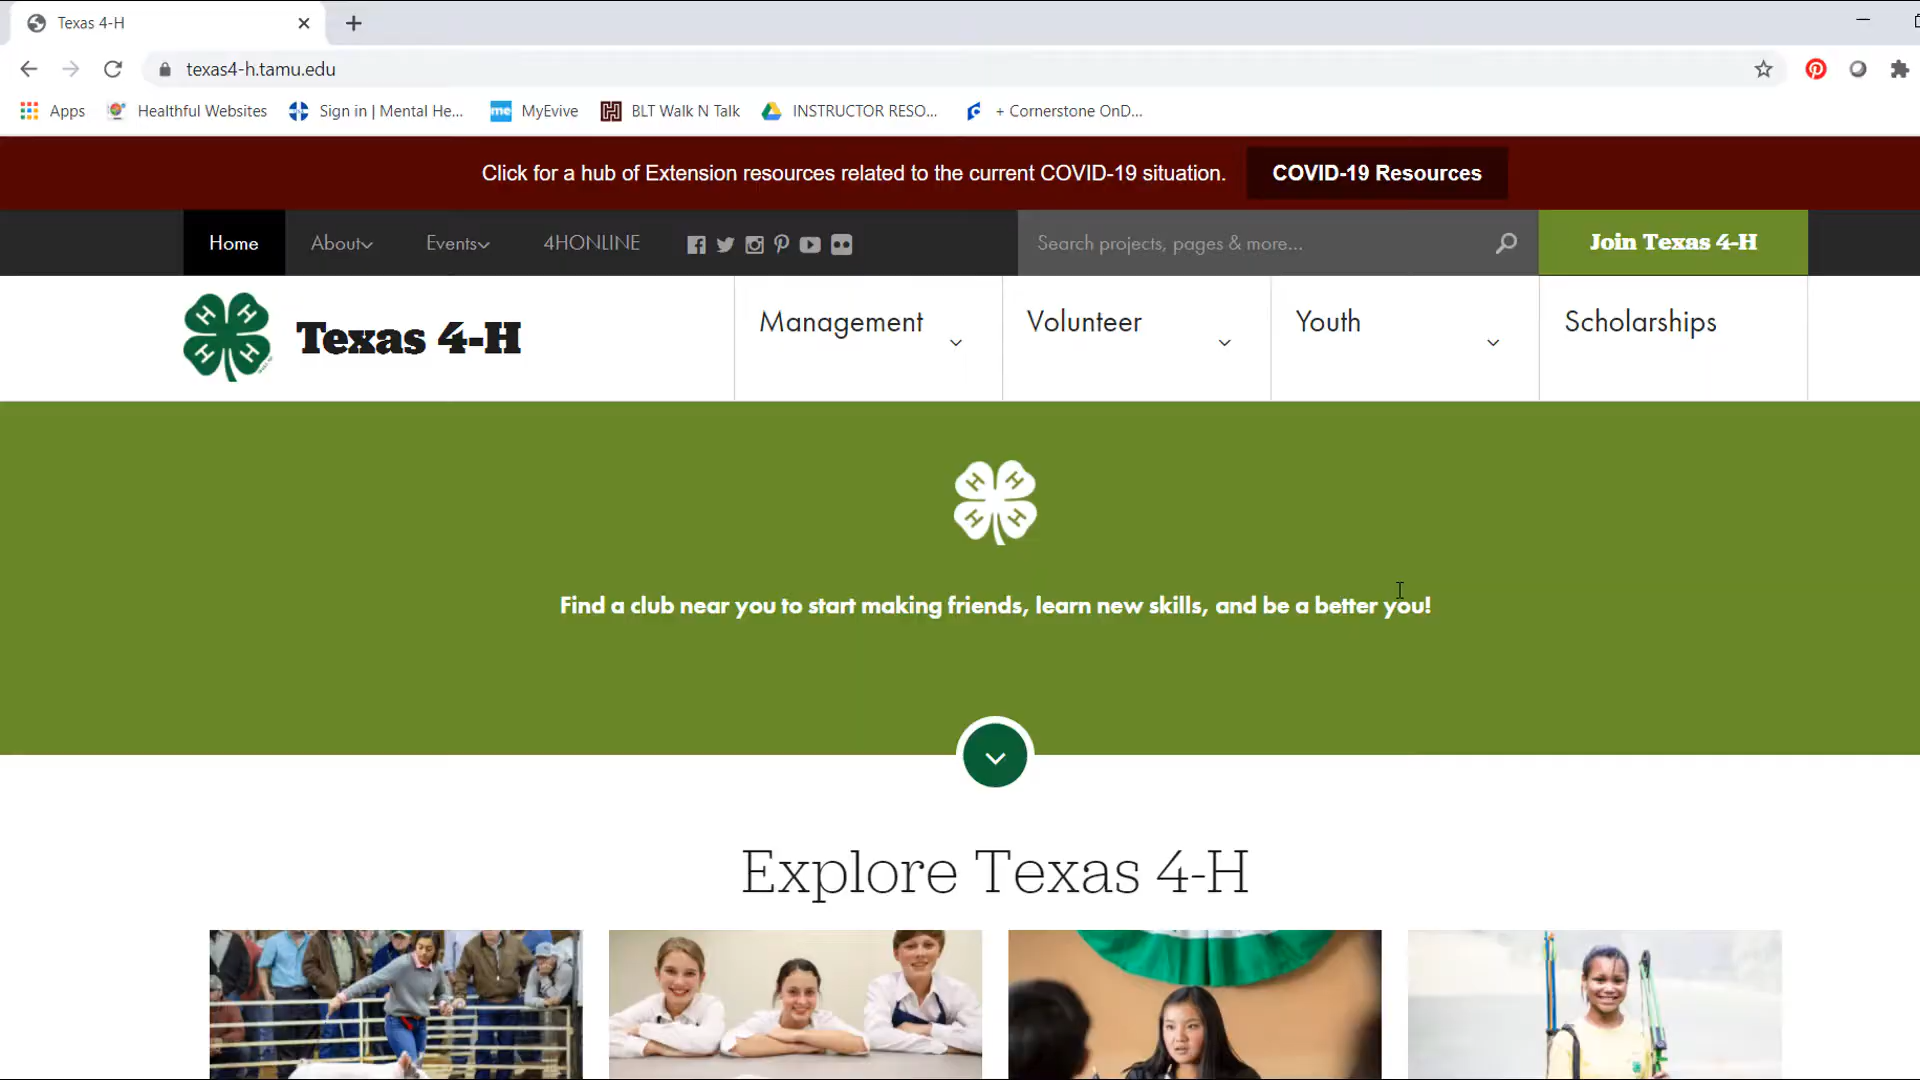 Texas 4-H
texas4-h.tamu.edu
Apps Healthful Websites Sign in | Mental He... me MyEvive BLT Walk N Talk INSTRUCTOR RESO... + Cornerstone OnD...
Click for a hub of Extension resources related to the current COVID-19 situation. COVID-19 Resources
Home About Events 4HONLINE Search projects, pages & more... Join Texas 4-H
H H H H Texas 4-H Management Volunteer Youth Scholarships
H H H H
Find a club near you to start making friends, learn new skills, and be a better you!
Explore Texas 4-H